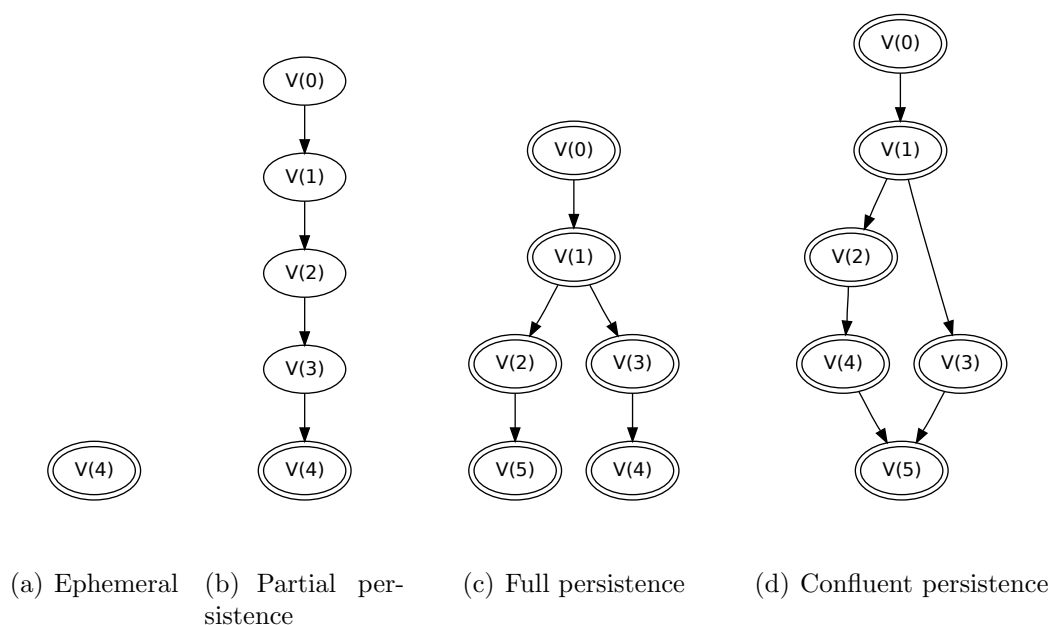 V(0)
V(1)
V(2)
V(3)
V(4)
V(4)
V(0)
V(1)
V(2)
V(3)
V(5)
V(4)
V(0)
V(1)
V(2)
V(4)
V(3)
V(5)
(a) Ephemeral
(b) Partial per-
sistence
(c) Full persistence
(d) Confluent persistence